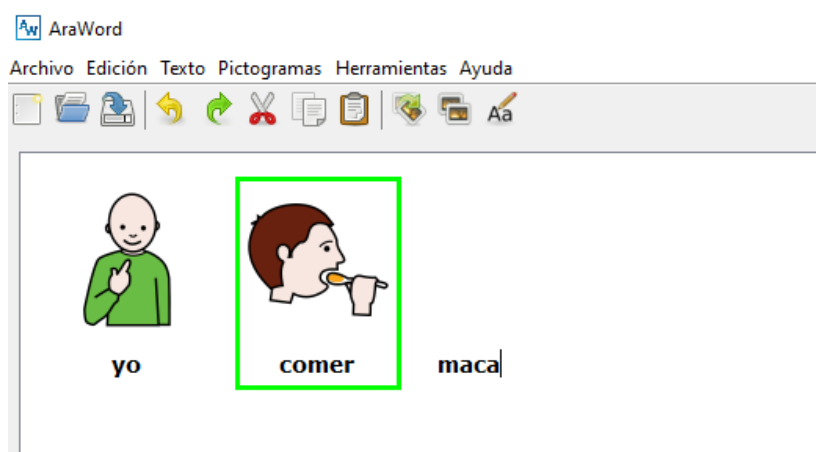 AraWord
Archivo Edición Texto Pictogramas Herramientas Ayuda
Aa
yo comer maca